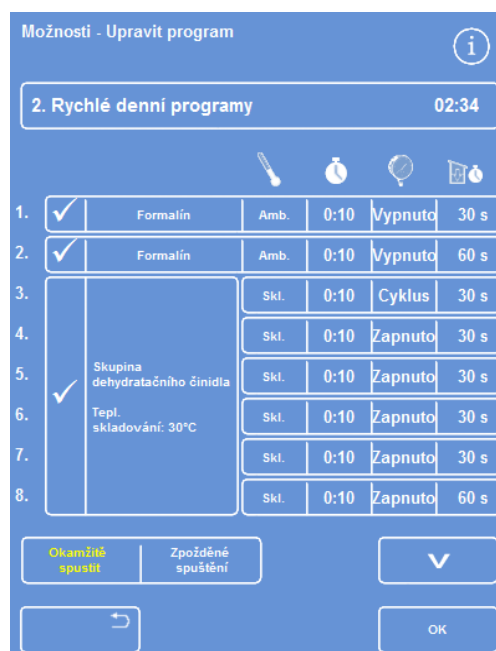 Možnosti - Upravit program
i
2. Rychlé denní programy 02:34
1. Formalín Amb. 0:10 Vypnuto 30 s
2. Formalín Amb. 0:10 Vypnuto 60 s
3. Skl. 0:10 Cyklus 30 s
4. Skl. 0:10 Zapnuto 30 s
Skupina
dehydratačního činidla
5. Skl. 0:10 Zapnuto 30 s
Tepl.
skladování: 30°C
6. Skl. 0:10 Zapnuto 30 s
7. Skl. 0:10 Zapnuto 30 s
8. Skl. 0:10 Zapnuto 60 s
Okamžitě
spustit
Zpožděné
spuštění
OK